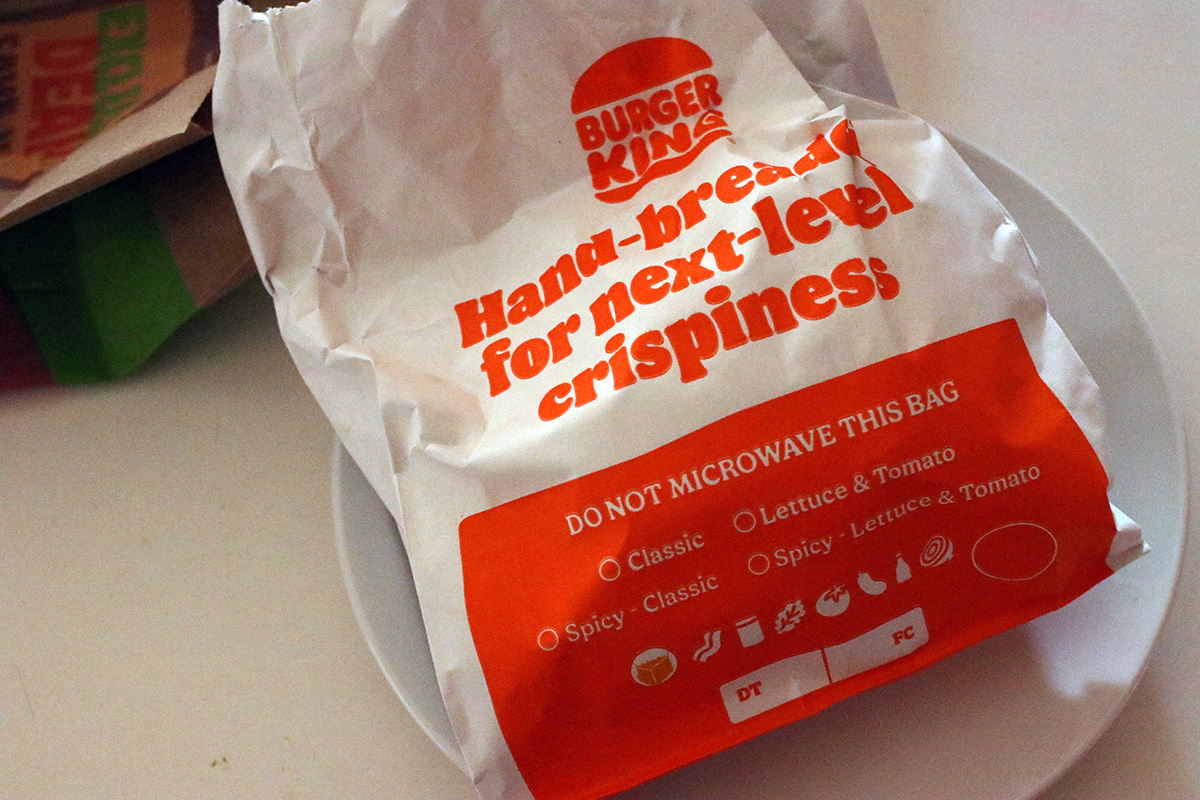 BURGER
KING
Hand-breaded
for next-level
crispiness
DO NOT MICROWAVE THIS BAG
Classic
Lettuce & Tomato
Spicy - Classic
Spicy - Lettuce & Tomato
DT
FC